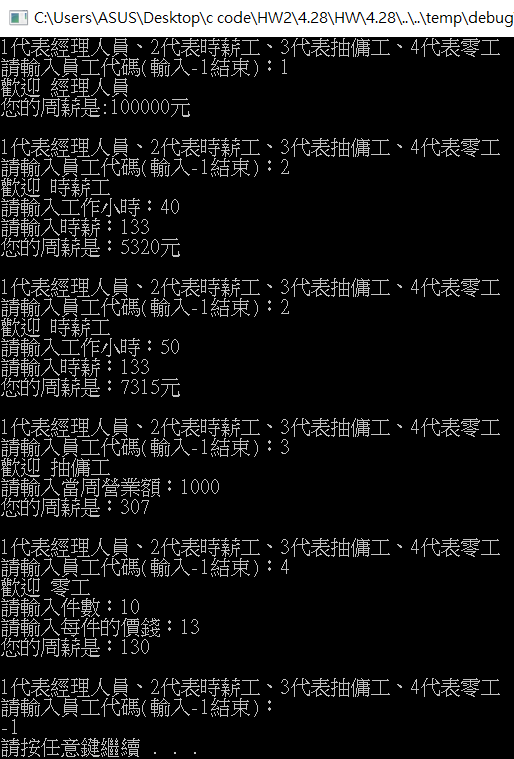 C:\Users\ASUS\Desktop\c code\HW2\4.28\HW\4.28\..\..\temp\debug
1代表經理人員、2代表時薪工、3代表抽傭工、4代表零工
請輸入員工代碼(輸入-1結束)：1
歡迎 經理人員
您的周薪是:100000元
1代表經理人員、2代表時薪工、3代表抽傭工、4代表零工
請輸入員工代碼(輸入-1結束)：2
歡迎 時薪工
請輸入工作小時：40
請輸入時薪：133
您的周薪是：5320元
1代表經理人員、2代表時薪工、3代表抽傭工、4代表零工
請輸入員工代碼(輸入-1結束)：2
歡迎 時薪工
請輸入工作小時：50
請輸入時薪：133
您的周薪是：7315元
1代表經理人員、2代表時薪工、3代表抽傭工、4代表零工
請輸入員工代碼(輸入-1結束)：3
歡迎 抽傭工
請輸入當周營業額：1000
您的周薪是：307
1代表經理人員、2代表時薪工、3代表抽傭工、4代表零工
請輸入員工代碼(輸入-1結束)：4
歡迎 零工
請輸入件數：10
請輸入每件的價錢：13
您的周薪是：130
1代表經理人員、2代表時薪工、3代表抽傭工、4代表零工
請輸入員工代碼(輸入-1結束)：
-1
請按任意鍵繼續 . . .